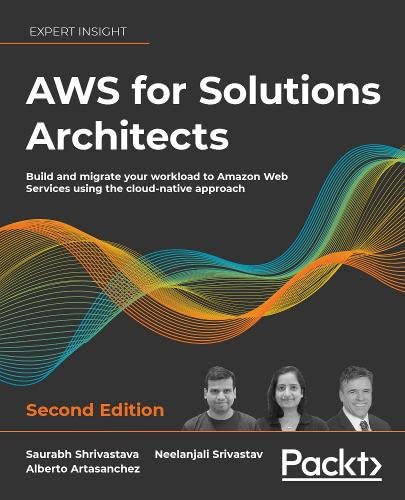 EXPERT INSIGHT
AWS for Solutions
Architects
Build and migrate your workload to Amazon Web
Services using the cloud-native approach
Second Edition
Saurabh Shrivastava Neelanjali Srivastav
Alberto Artasanchez
Packt>